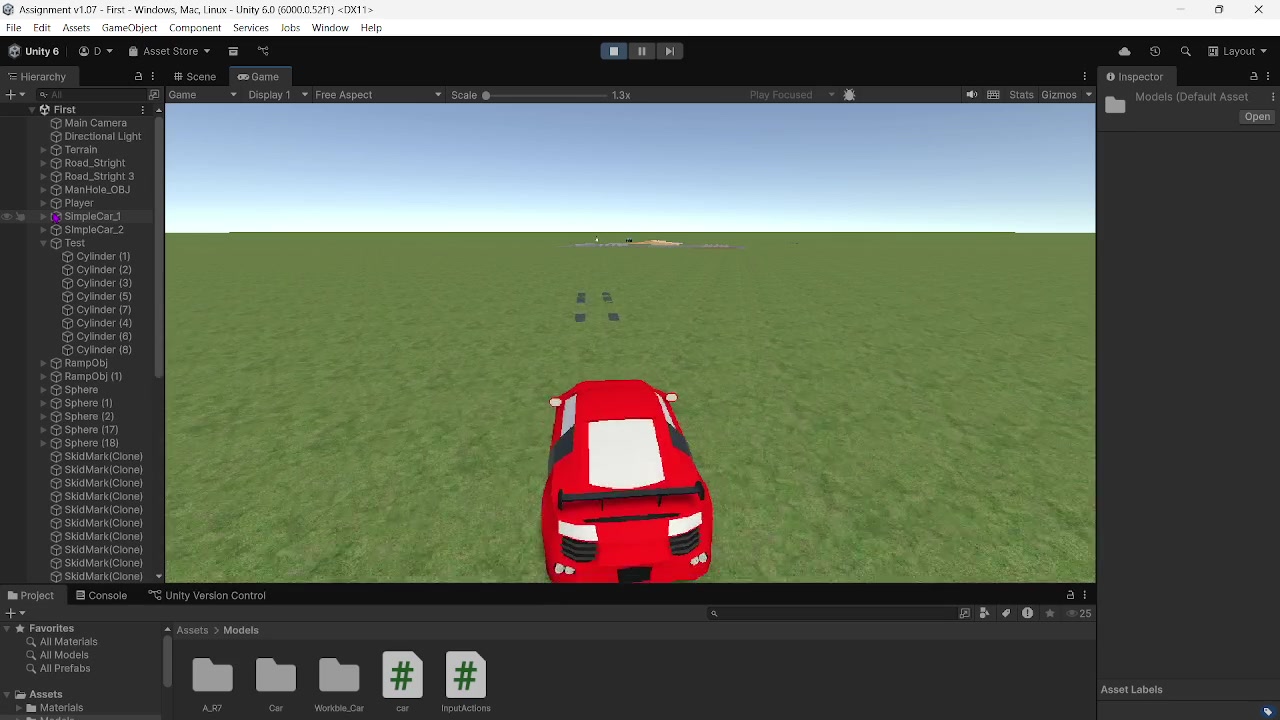 Assignment v1.07 - First - Windows, Mac, Linux - Unity 6 (6000.0.52f1) <DX11>
File Edit Assets GameObject Component Services Jobs Window Help
Unity 6 D Asset Store Layout
Hierarchy Scene Game Inspector
All Game Display 1 Free Aspect Scale 1.3x Play Focused Stats Gizmos
Models (Default Asset
Open
First
Main Camera
Directional Light
Terrain
Road_Stright
Road_Stright 3
ManHole_OBJ
Player
SimpleCar_1
SImpleCar_2
Test
Cylinder (1)
Cylinder (2)
Cylinder (3)
Cylinder (5)
Cylinder (7)
Cylinder (4)
Cylinder (6)
Cylinder (8)
RampObj
RampObj (1)
Sphere
Sphere (1)
Sphere (2)
Sphere (17)
Sphere (18)
SkidMark(Clone)
SkidMark(Clone)
SkidMark(Clone)
SkidMark(Clone)
SkidMark(Clone)
SkidMark(Clone)
SkidMark(Clone)
SkidMark(Clone)
SkidMark(Clone)
SkidMark(Clone)
Project Console Unity Version Control
25
Favorites
All Materials
All Models
All Prefabs
Assets
Materials
Assets > Models
A_R7 Car Workble_Car car InputActions
Asset Labels